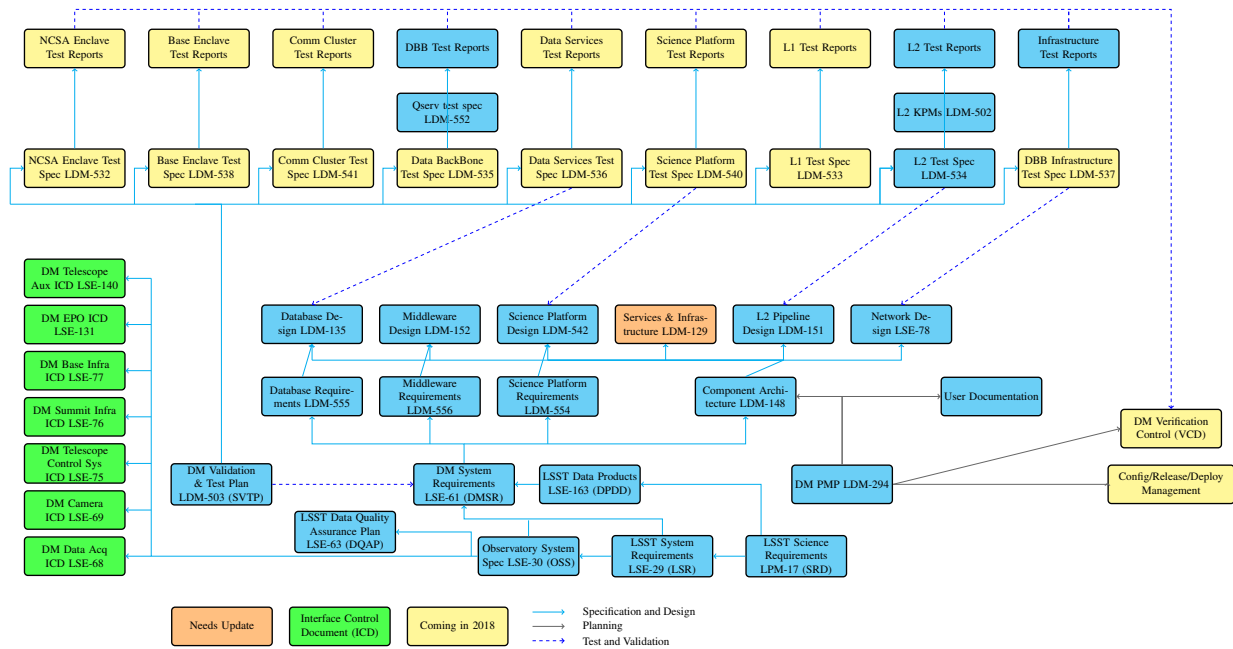 NCSA Enclave
Test Reports
Base Enclave
Test Reports
Comm Cluster
Test Reports
DBB Test Reports
Data Services
Test Reports
Science Platform
Test Reports
L1 Test Reports
L2 Test Reports
Infrastructure
Test Reports
Qserv test spec
LDM-552
L2 KPMs LDM-502
NCSA Enclave Test
Spec LDM-532
Base Enclave Test
Spec LDM-538
Comm Cluster Test
Spec LDM-541
Data BackBone
Test Spec LDM-535
Data Services Test
Spec LDM-536
Science Platform
Test Spec LDM-540
L1 Test Spec
LDM-533
L2 Test Spec
LDM-534
DBB Infrastructure
Test Spec LDM-537
DM Telescope
Aux ICD LSE-140
DM EPO ICD
LSE-131
DM Base Infra
ICD LSE-77
DM Summit Infra
ICD LSE-76
DM Telescope
Control Sys
ICD LSE-75
DM Camera
ICD LSE-69
DM Data Acq
ICD LSE-68
Database De-
sign LDM-135
Middleware
Design LDM-152
Science Platform
Design LDM-542
Services & Infras-
tructure LDM-129
L2 Pipeline
Design LDM-151
Network De-
sign LSE-78
Database Require-
ments LDM-555
Middleware
Requirements
LDM-556
Science Platform
Requirements
LDM-554
Component Archi-
tecture LDM-148
User Documentation
DM Verification
Control (VCD)
DM Validation
& Test Plan
LDM-503 (SVTP)
DM System
Requirements
LSE-61 (DMSR)
LSST Data Products
LSE-163 (DPDD)
DM PMP LDM-294
Config/Release/Deploy
Management
LSST Data Quality
Assurance Plan
LSE-63 (DQAP)
Observatory System
Spec LSE-30 (OSS)
LSST System
Requirements
LSE-29 (LSR)
LSST Science
Requirements
LPM-17 (SRD)
Needs Update
Interface Control
Document (ICD)
Coming in 2018
Specification and Design
Planning
Test and Validation